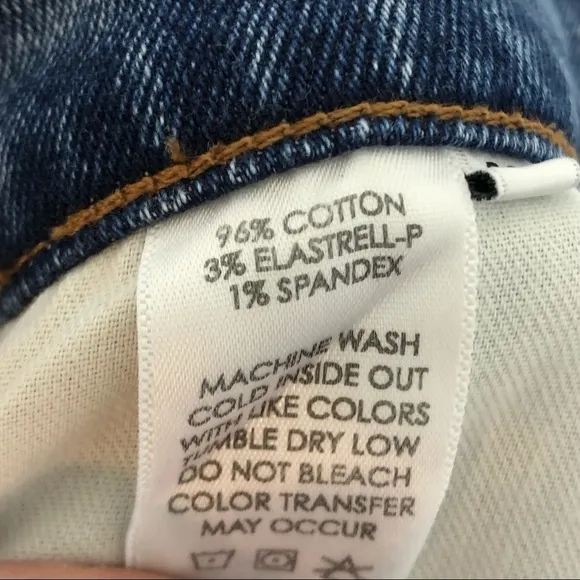 96% COTTON
3% ELASTRELL-P
1% SPANDEX
MACHINE WASH
COLD INSIDE OUT
WITH LIKE COLORS
TUMBLE DRY LOW
DO NOT BLEACH
COLOR TRANSFER
MAY OCCUR